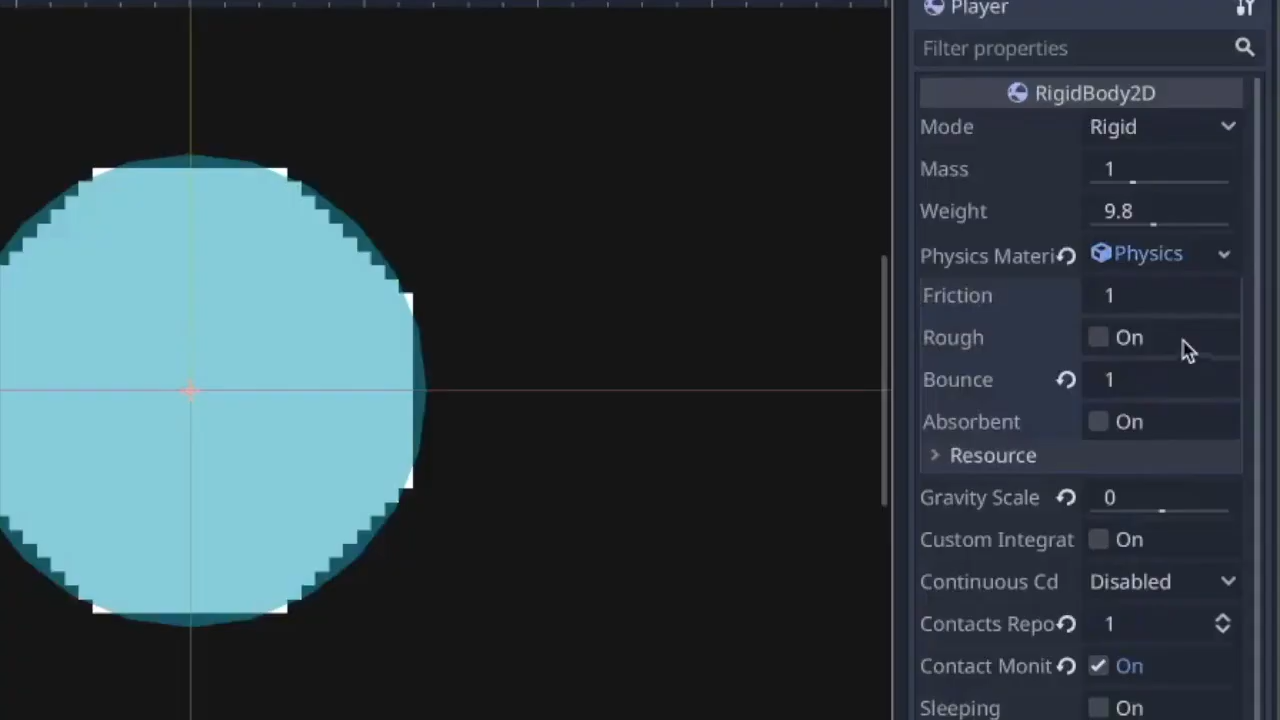 Player
Filter properties
RigidBody2D
Mode Rigid
Mass 1
Weight 9.8
Physics Materi Physics
Friction 1
Rough On
Bounce 1
Absorbent On
Resource
Gravity Scale 0
Custom Integrat On
Continuous Cd Disabled
Contacts Repo 1
Contact Monit On
Sleeping On